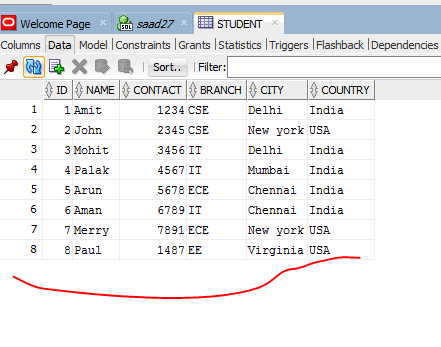 Welcome Page saad27 STUDENT
Columns Data Model Constraints Grants Statistics Triggers Flashback Dependencies
Sort.. Filter:
ID NAME CONTACT BRANCH CITY COUNTRY
1 1 Amit 1234 CSE Delhi India
2 2 John 2345 CSE New york USA
3 3 Mohit 3456 IT Delhi India
4 4 Palak 4567 IT Mumbai India
5 5 Arun 5678 ECE Chennai India
6 6 Aman 6789 IT Chennai India
7 7 Merry 7891 ECE New york USA
8 8 Paul 1487 EE Virginia USA